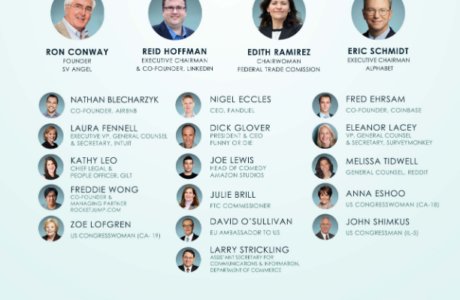 RON CONWAY
FOUNDER
SV ANGEL
REID HOFFMAN
EXECUTIVE CHAIRMAN
& CO-FOUNDER, LINKEDIN
EDITH RAMIREZ
CHAIRWOMAN
FEDERAL TRADE COMISSION
ERIC SCHMIDT
EXECUTIVE CHAIRMAN
ALPHABET
NATHAN BLECHARZYK
CO-FOUNDER, AIRBNB
LAURA FENNELL
EXECUTIVE VP, GENERAL COUNSEL
& SECRETARY, INTUIT
KATHY LEO
CHIEF LEGAL &
PEOPLE OFFICER, GILT
FREDDIE WONG
CO-FOUNDER &
MANAGING PARTNER
ROCKETJUMP.COM
ZOE LOFGREN
US CONGRESSWOMAN (CA- 19)
NIGEL ECCLES
CEO, FANDUEL
DICK GLOVER
PRESIDENT & CEO
FUNNY OR DIE
JOE LEWIS
HEAD OF COMEDY
AMAZON STUDIOS
JULIE BRILL
FTC COMMISSIONER
DAVID O'SULLIVAN
EU AMBASSADOR TO US
LARRY STRICKLING
ASSISTANT SECRETARY FOR
COMMUNICATIONS & INFORMATION,
DEPARTMENT OF COMMERCE
FRED EHRSAM
CO-FOUNDER, COINBASE
ELEANOR LACEY
VP, GENERAL COUNSEL
& SECRETARY, SURVEYMONKEY
MELISSA TIDWELL
GENERAL COUNSEL, REDDIT
ANNA ESHOO
US CONGRESSWOMAN (CA-18)
JOHN SHIMKUS
US CONGRESSMAN (IL-5)